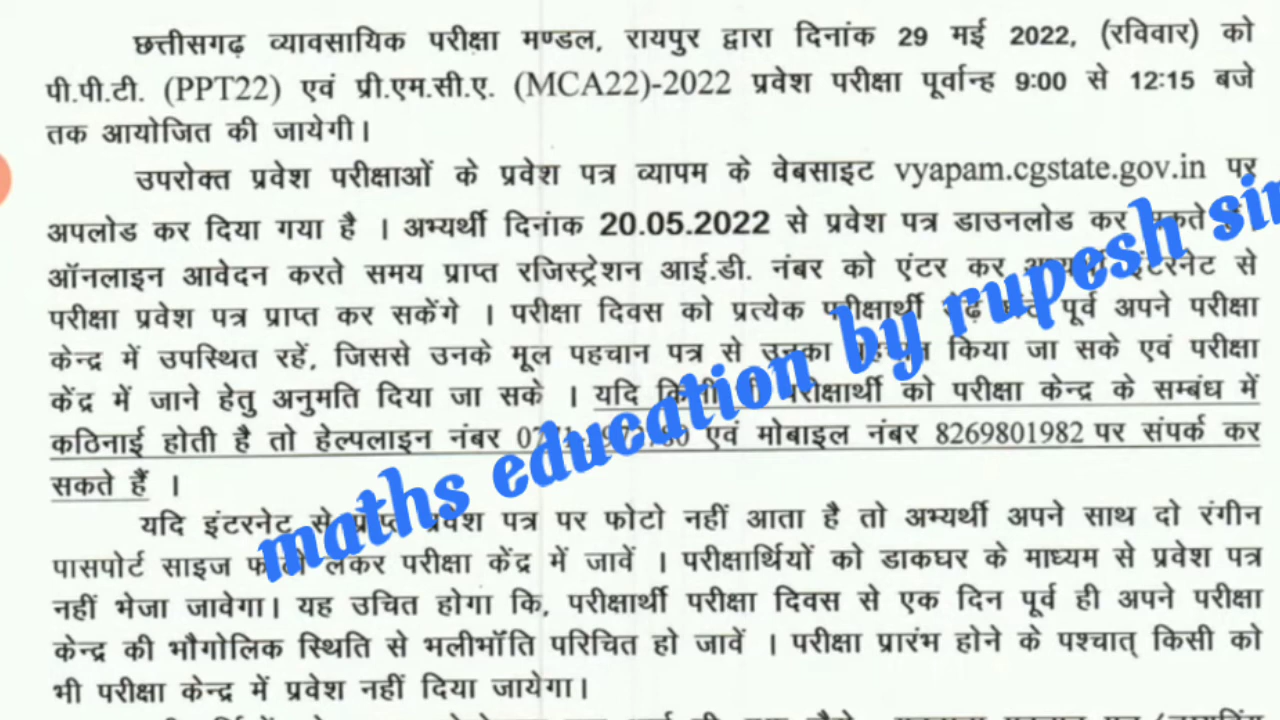 छत्तीसगढ़ व्यावसायिक परीक्षा मण्डल, रायपुर द्वारा दिनांक 29 मई 2022, (रविवार) को
पी.पी.टी. (PPT22) एवं प्री.एम.सी.ए. (MCA22)-2022 प्रवेश परीक्षा पूर्वान्ह 9:00 से 12:15 बजे
तक आयोजित की जायेगी।
उपरोक्त प्रवेश परीक्षाओं के प्रवेश पत्र व्यापम के वेबसाइट vyapam.cgstate.gov.in पर
अपलोड कर दिया गया है । अभ्यर्थी दिनांक 20.05.2022 से प्रवेश पत्र डाउनलोड कर सकते
ऑनलाइन आवेदन करते समय प्राप्त रजिस्ट्रेशन आई.डी. नंबर को एंटर कर इंटरनेट से
परीक्षा प्रवेश पत्र प्राप्त कर सकेंगे । परीक्षा दिवस को प्रत्येक परीक्षार्थी पूर्व अपने परीक्षा
केन्द्र में उपस्थित रहें, जिससे उनके मूल पहचान पत्र से उनका किया जा सके एवं परीक्षा
केंद्र में जाने हेतु अनुमति दिया जा सके । यदि किसी परीक्षार्थी को परीक्षा केन्द्र के सम्बंध में
कठिनाई होती है तो हेल्पलाइन नंबर एवं मोबाइल नंबर 8269801982 पर संपर्क कर
सकते हैं ।
यदि इंटरनेट से प्राप्त प्रवेश पत्र पर फोटो नहीं आता है तो अभ्यर्थी अपने साथ दो रंगीन
पासपोर्ट साइज फोटो लेकर परीक्षा केंद्र में जावें । परीक्षार्थियों को डाकघर के माध्यम से प्रवेश पत्र
नहीं भेजा जावेगा। यह उचित होगा कि, परीक्षार्थी परीक्षा दिवस से एक दिन पूर्व ही अपने परीक्षा
केन्द्र की भौगोलिक स्थिति से भलीभॉति परिचित हो जावें । परीक्षा प्रारंभ होने के पश्चात् किसी को
भी परीक्षा केन्द्र में प्रवेश नहीं दिया जायेगा।
maths education by rupesh